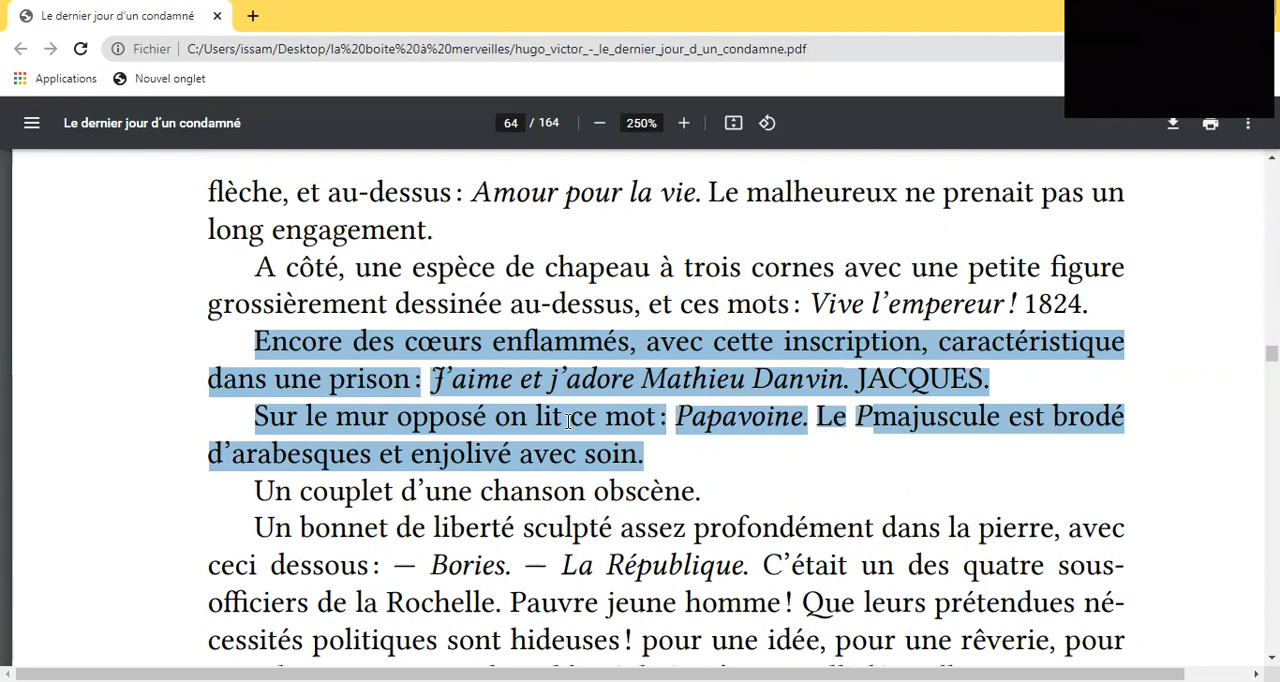 Le dernier jour d'un condamné
Fichier C:/Users/issam/Desktop/la%20boite%20à%20merveilles/hugo_victor_-_le_dernier_jour_d_un_condamne.pdf
Applications Nouvel onglet
Le dernier jour d'un condamné 64 / 164 250%
flèche, et au-dessus : Amour pour la vie. Le malheureux ne prenait pas un
long engagement.
A côté, une espèce de chapeau à trois cornes avec une petite figure
grossièrement dessinée au-dessus, et ces mots : Vive l'empereur ! 1824.
Encore des cœurs enflammés, avec cette inscription, caractéristique
dans une prison : J'aime et j'adore Mathieu Danvin. JACQUES.
Sur le mur opposé on lit ce mot : Papavoine. Le Pmajuscule est brodé
d'arabesques et enjolivé avec soin.
Un couplet d'une chanson obscène.
Un bonnet de liberté sculpté assez profondément dans la pierre, avec
ceci dessous : — Bories. — La République. C'était un des quatre sous-
officiers de la Rochelle. Pauvre jeune homme ! Que leurs prétendues né-
cessités politiques sont hideuses ! pour une idée, pour une rêverie, pour